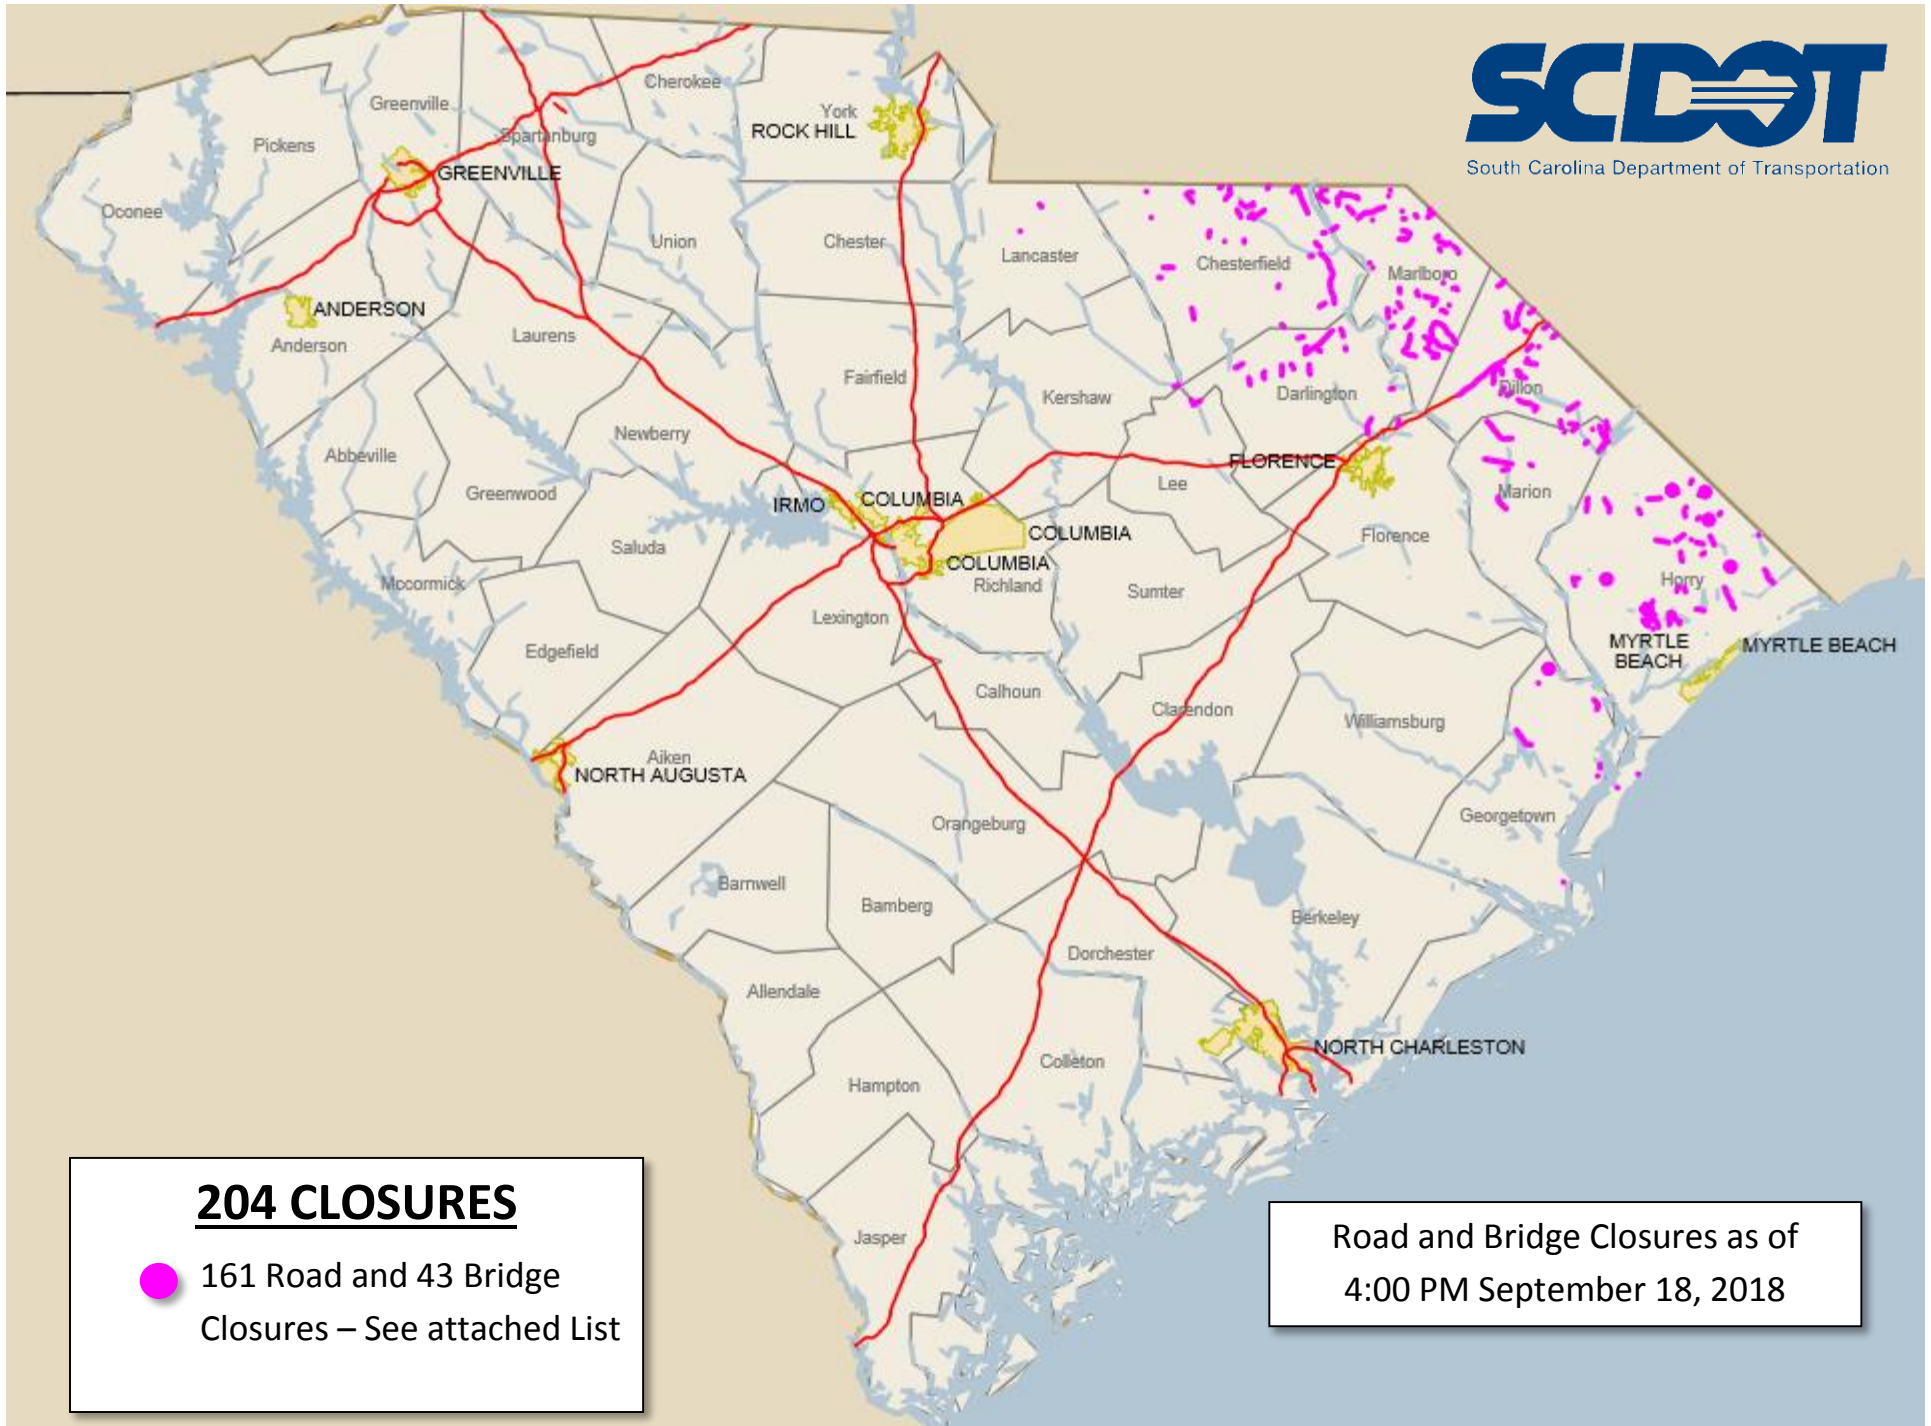 SCDOT
South Carolina Department of Transportation
Cherokee
Greenville
York
ROCK HILL
Spartanburg
Pickens
GREENVILLE
Oconee
Union
Chester
Lancaster
Chesterfield
Marlboro
ANDERSON
Anderson
Laurens
Fairfield
Kershaw
Darlington
Dillon
Newberry
Abbeville
FLORENCE
Lee
Marion
Greenwood
IRMO
COLUMBIA
COLUMBIA
COLUMBIA
Richland
Saluda
Florence
Mccormick
Sumter
Horry
Lexington
Edgefield
MYRTLE
BEACH
MYRTLE BEACH
Calhoun
Clarendon
Williamsburg
Aiken
NORTH AUGUSTA
Orangeburg
Georgetown
Barnwell
Bamberg
Berkeley
Dorchester
Allendale
NORTH CHARLESTON
Colleton
Hampton
Jasper
204 CLOSURES
161 Road and 43 Bridge
Closures – See attached List
Road and Bridge Closures as of
4:00 PM September 18, 2018